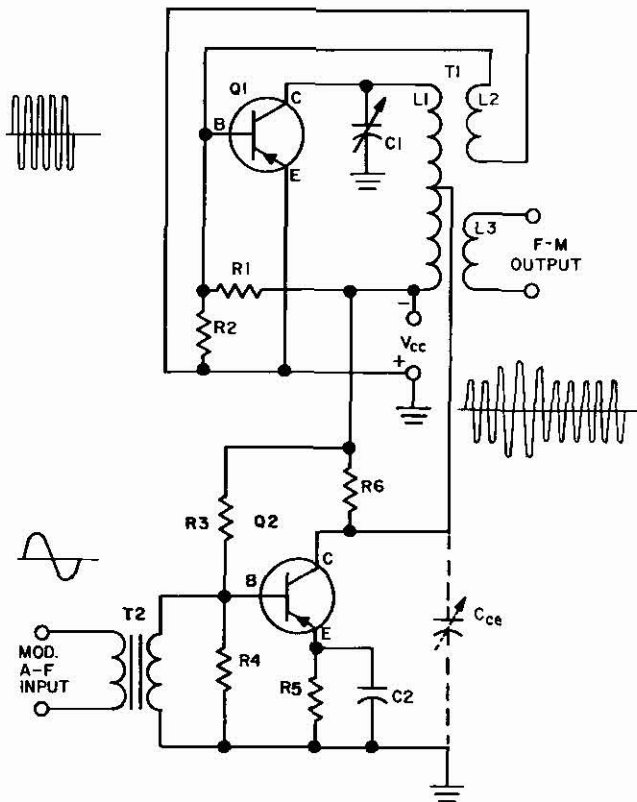 T1
Q1
C
L1
L2
B
C1
E
L3
F-M
OUTPUT
R1
−
R2
Vcc
+
R6
R3
Q2
C
B
Cce
T2
E
MOD.
A-F
INPUT
R4
R5
C2